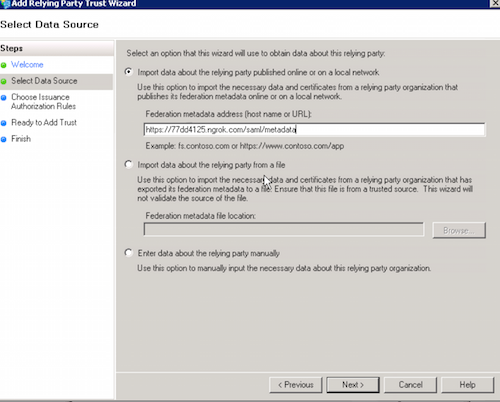 Add Relying Party Trust Wizard
Select Data Source
Steps
Welcome
Select Data Source
Choose Issuance
Authorization Rules
Ready to Add Trust
Finish
Select an option that this wizard will use to obtain data about this relying party:
Import data about the relying party published online or on a local network
Use this option to import the necessary data and certificates from a relying party organization that
publishes its federation metadata online or on a local network.
Federation metadata address (host name or URL):
https://77dd4125.ngrok.com/saml/metadata
Example: fs.contoso.com or https://www.contoso.com/app
Import data about the relying party from a file
Use this option to import the necessary data and certificates from a relying party organization that has
exported its federation metadata to a file. Ensure that this file is from a trusted source. This wizard will
not validate the source of the file.
Federation metadata file location:
Browse...
Enter data about the relying party manually
Use this option to manually input the necessary data about this relying party organization.
< Previous
Next >
Cancel
Help